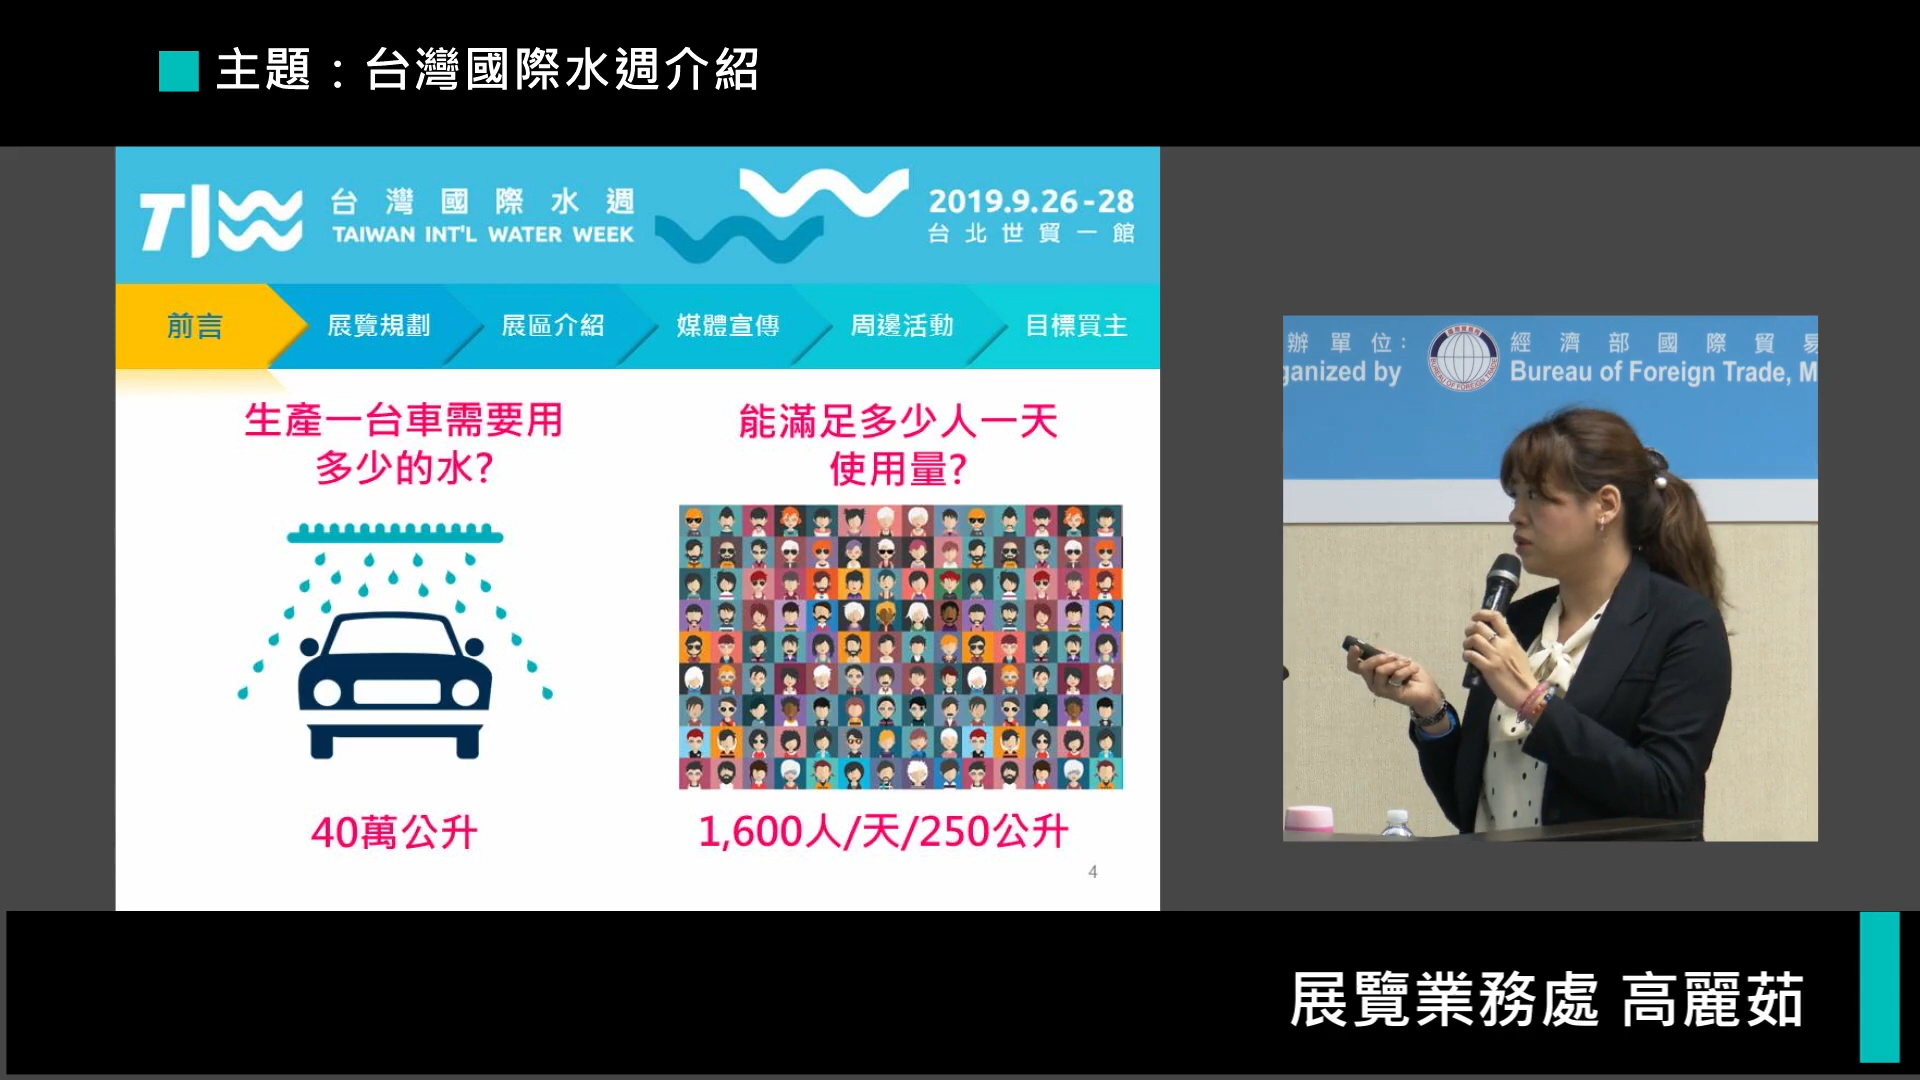 主題：台灣國際水週介紹
TIWW
台灣國際水週
TAIWAN INT'L WATER WEEK
2019.9.26-28
台北世貿一館
前言
展覽規劃
展區介紹
媒體宣傳
周邊活動
目標買主
生產一台車需要用
多少的水?
能滿足多少人一天
使用量?
40萬公升
1,600人/天/250公升
4
辦單位：
經濟部國際貿易
ganized by
Bureau of Foreign Trade, M
展覽業務處 高麗茹